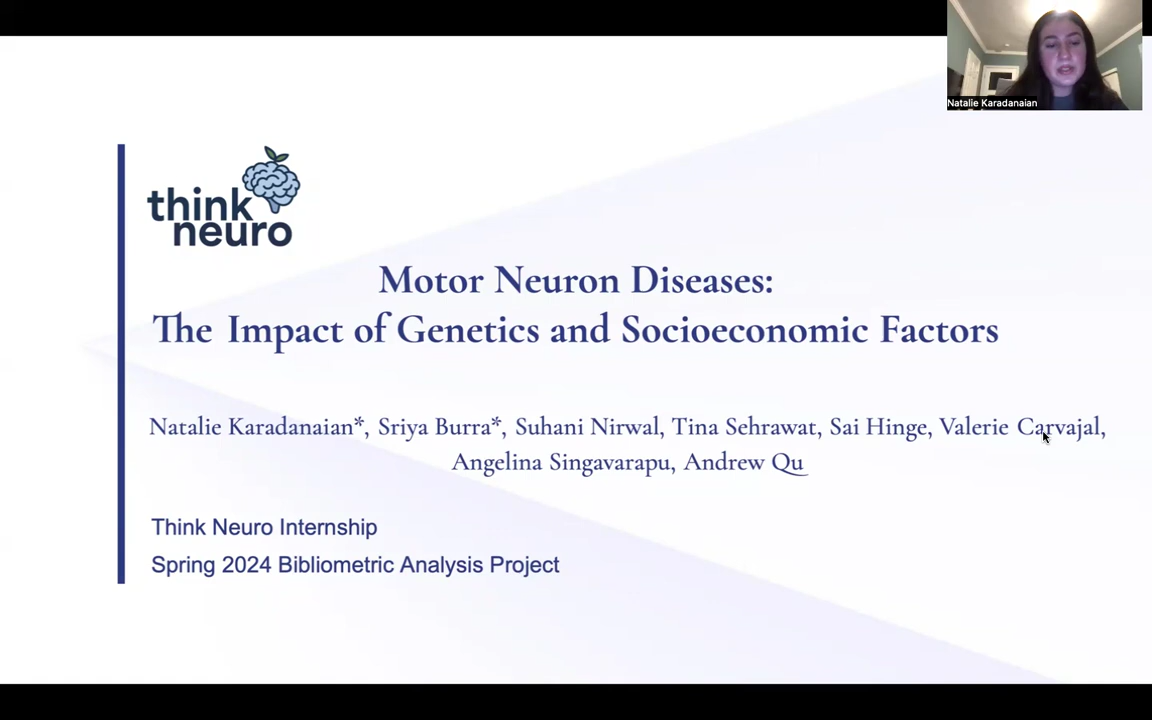 Natalie Karadanaian
think
neuro
Motor Neuron Diseases:
The Impact of Genetics and Socioeconomic Factors
Natalie Karadanaian*, Sriya Burra*, Suhani Nirwal, Tina Sehrawat, Sai Hinge, Valerie Carvajal,
Angelina Singavarapu, Andrew Qu
Think Neuro Internship
Spring 2024 Bibliometric Analysis Project